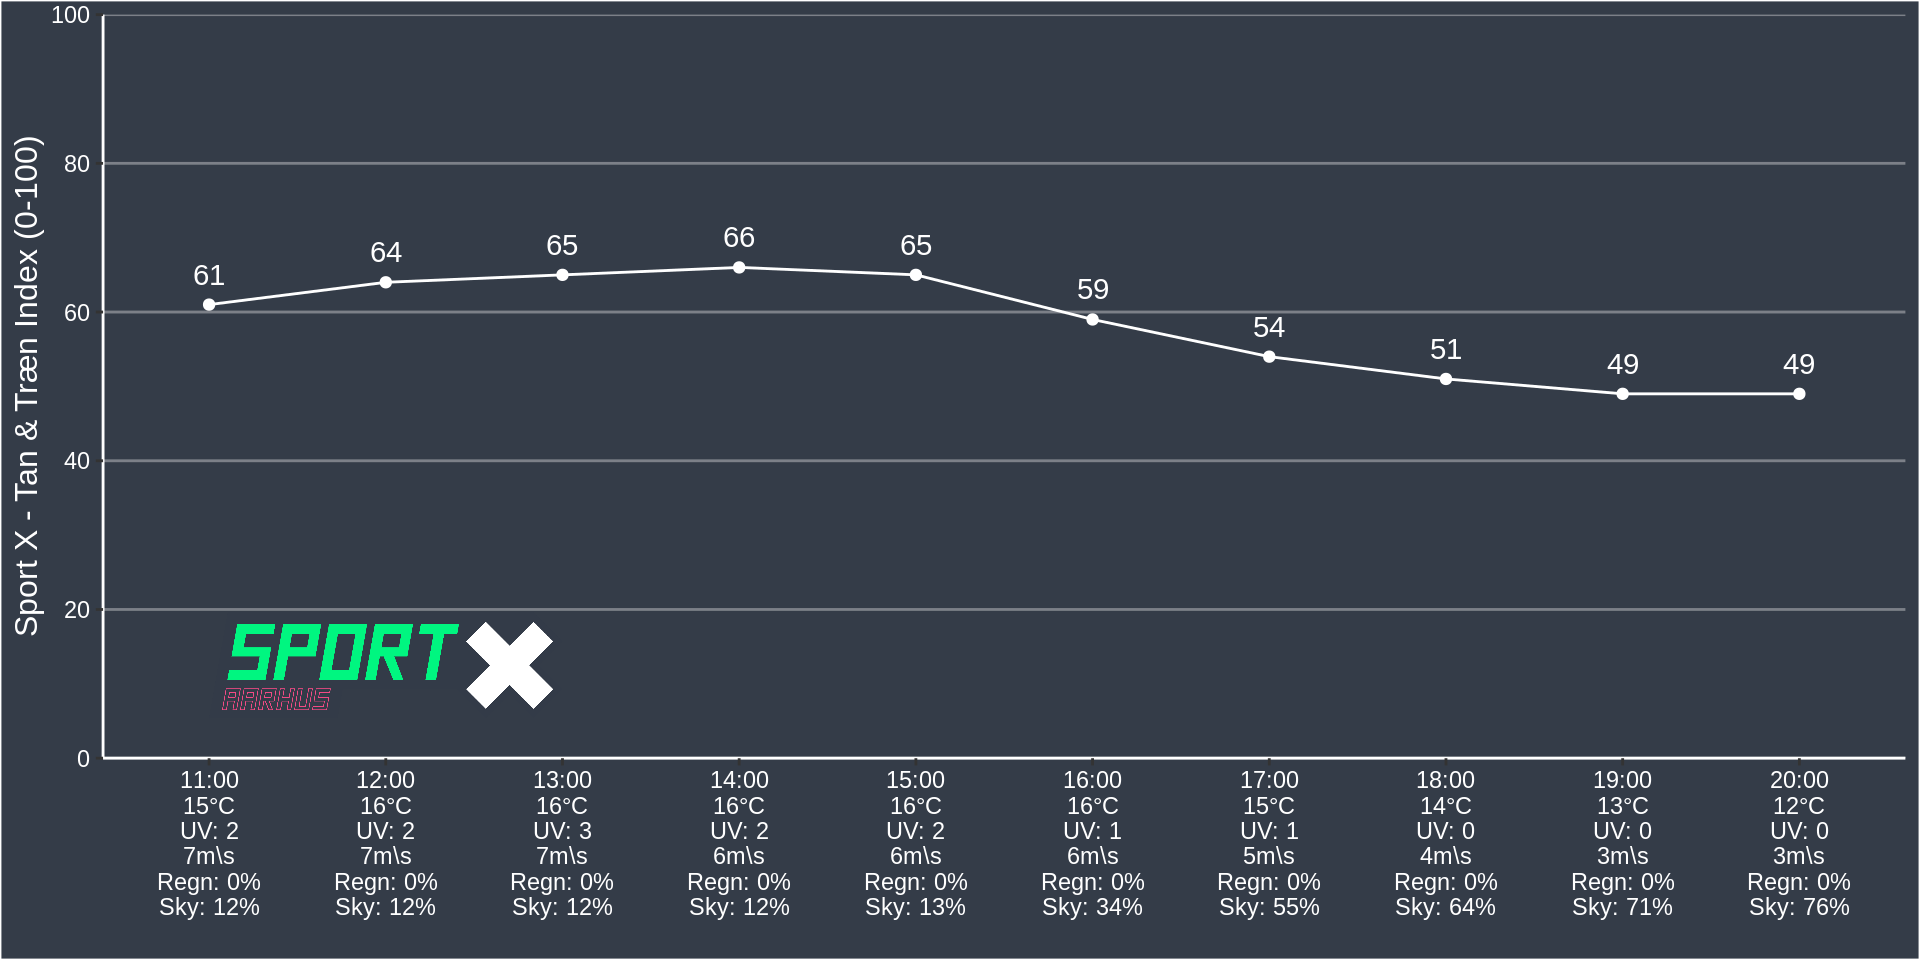 Sport X - Tan & Træn Index (0-100)
100
80
60
40
20
0
61
64
65
66
65
59
54
51
49
49
SPORT X
AARHUS
11:00
15°C
UV: 2
7m\s
Regn: 0%
Sky: 12%
12:00
16°C
UV: 2
7m\s
Regn: 0%
Sky: 12%
13:00
16°C
UV: 3
7m\s
Regn: 0%
Sky: 12%
14:00
16°C
UV: 2
6m\s
Regn: 0%
Sky: 12%
15:00
16°C
UV: 2
6m\s
Regn: 0%
Sky: 13%
16:00
16°C
UV: 1
6m\s
Regn: 0%
Sky: 34%
17:00
15°C
UV: 1
5m\s
Regn: 0%
Sky: 55%
18:00
14°C
UV: 0
4m\s
Regn: 0%
Sky: 64%
19:00
13°C
UV: 0
3m\s
Regn: 0%
Sky: 71%
20:00
12°C
UV: 0
3m\s
Regn: 0%
Sky: 76%